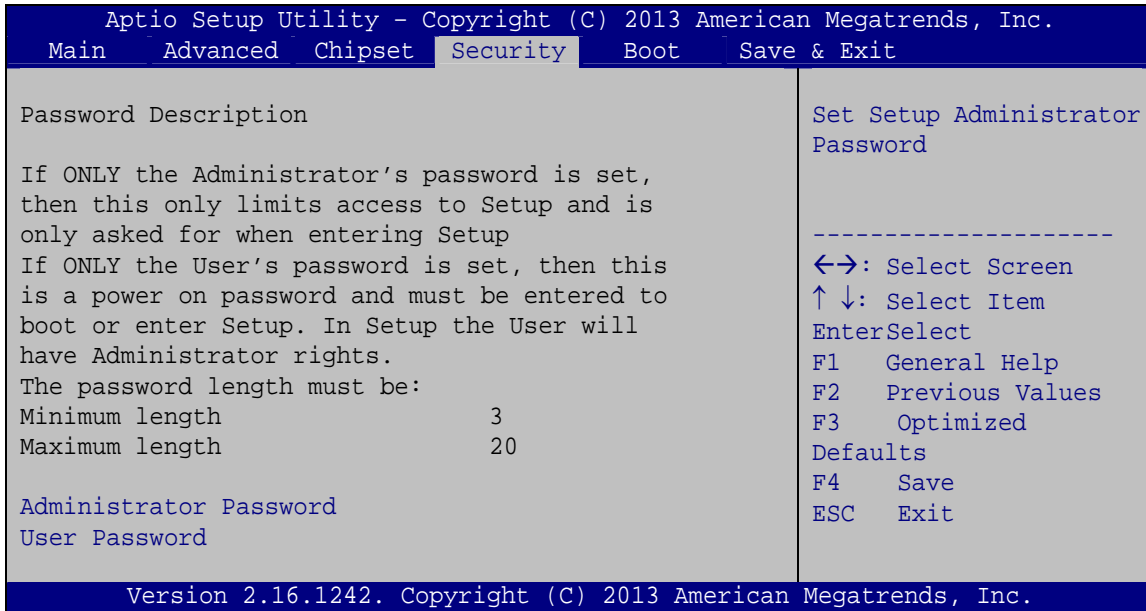 Aptio Setup Utility – Copyright (C) 2013 American Megatrends, Inc.
Main Advanced Chipset Security Boot Save & Exit
Password Description
If ONLY the Administrator’s password is set,
then this only limits access to Setup and is
only asked for when entering Setup
If ONLY the User’s password is set, then this
is a power on password and must be entered to
boot or enter Setup. In Setup the User will
have Administrator rights.
The password length must be:
Minimum length 3
Maximum length 20
Administrator Password
User Password
Set Setup Administrator
Password
---------------------
←→: Select Screen
↑ ↓: Select Item
EnterSelect
F1 General Help
F2 Previous Values
F3 Optimized
Defaults
F4 Save
ESC Exit
Version 2.16.1242. Copyright (C) 2013 American Megatrends, Inc.